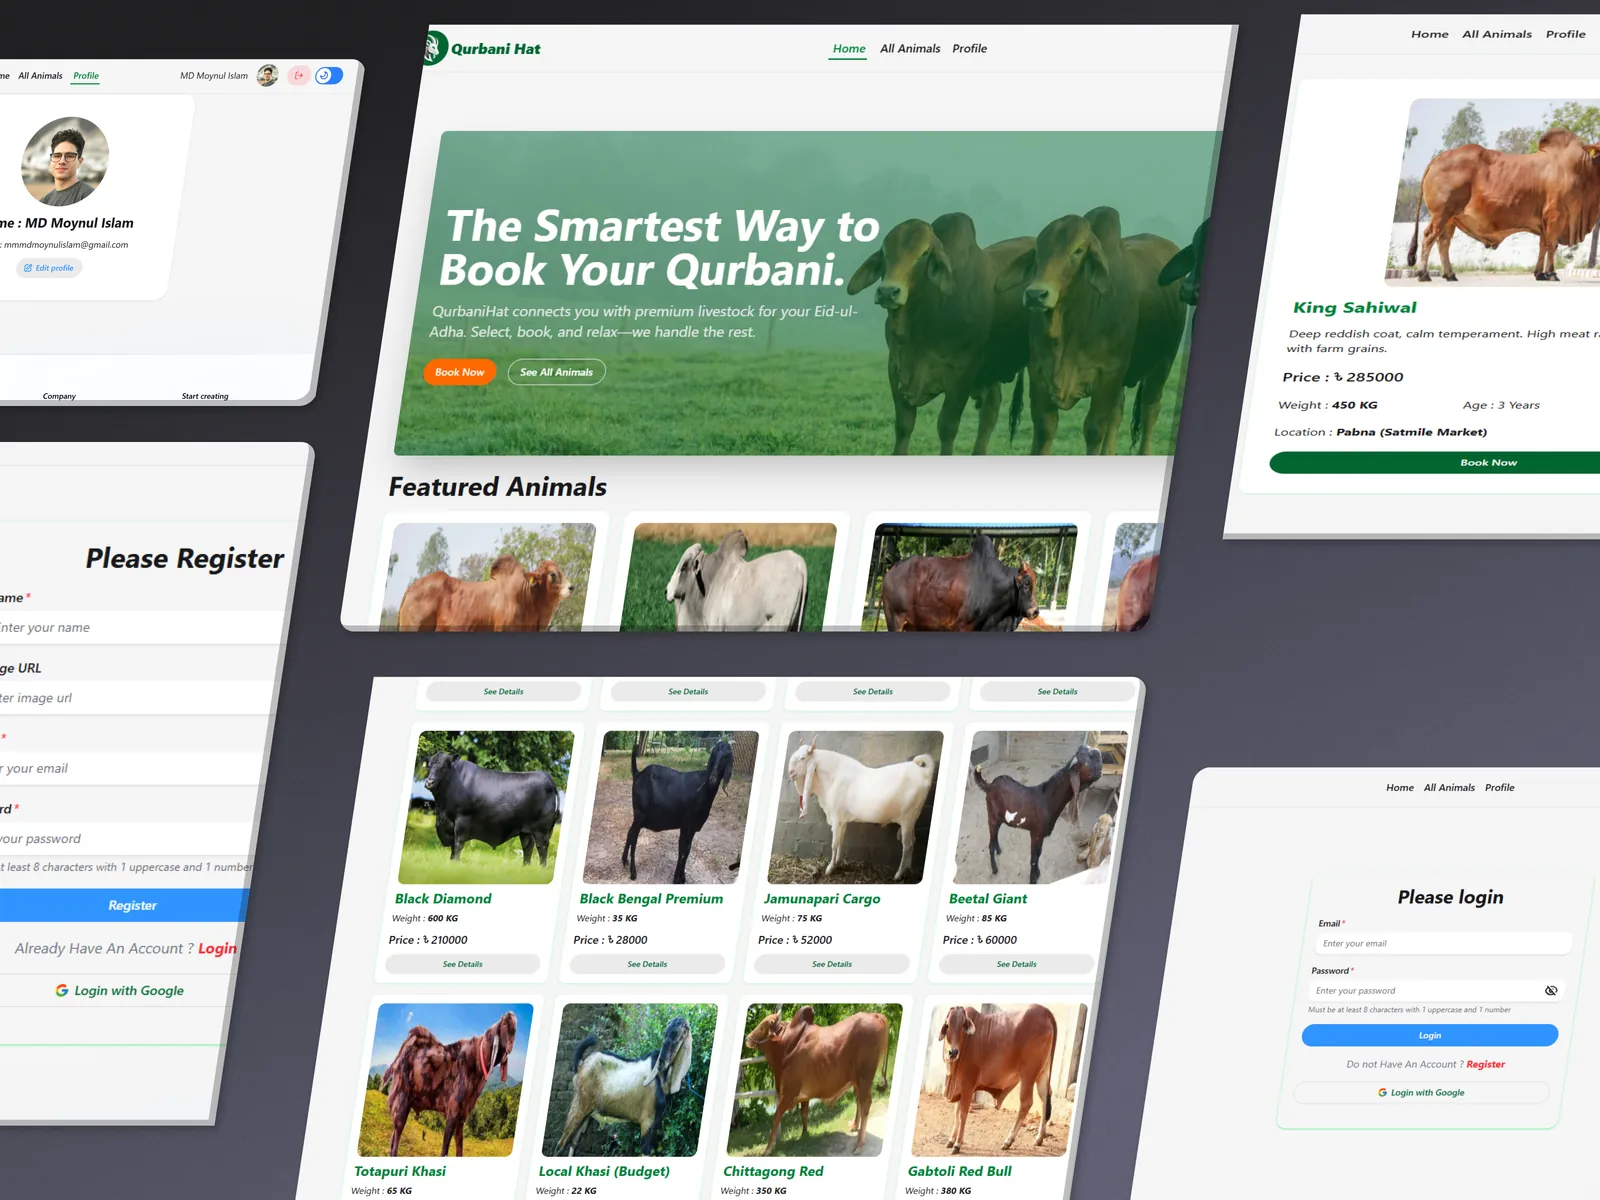 All Animals
Profile
MD Moynul Islam
: MD Moynul Islam
mmmdmoynulislam@gmail.com
Edit profile
Company
Start creating
Qurbani Hat
Home
All Animals
Profile
The Smartest Way to
Book Your Qurbani.
QurbaniHat connects you with premium livestock for your Eid-ul-
Adha. Select, book, and relax—we handle the rest.
Book Now
See All Animals
Featured Animals
Home
All Animals
Profile
King Sahiwal
Deep reddish coat, calm temperament. High meat
with farm grains.
Price : ৳ 285000
Weight : 450 KG
Age : 3 Years
Location : Pabna (Satmile Market)
Book Now
Please Register
*
your name
URL
image url
*
your email
*
your password
at least 8 characters with 1 uppercase and 1 number
Register
Already Have An Account ? Login
Login with Google
See Details
See Details
See Details
See Details
Black Diamond
Weight : 600 KG
Price : ৳ 210000
See Details
Black Bengal Premium
Weight : 35 KG
Price : ৳ 28000
See Details
Jamunapari Cargo
Weight : 75 KG
Price : ৳ 52000
See Details
Beetal Giant
Weight : 85 KG
Price : ৳ 60000
See Details
Totapuri Khasi
Weight : 65 KG
Local Khasi (Budget)
Weight : 22 KG
Chittagong Red
Weight : 350 KG
Gabtoli Red Bull
Weight : 380 KG
Home
All Animals
Profile
Please login
Email *
Enter your email
Password *
Enter your password
Must be at least 8 characters with 1 uppercase and 1 number
Login
Do not Have An Account ? Register
Login with Google